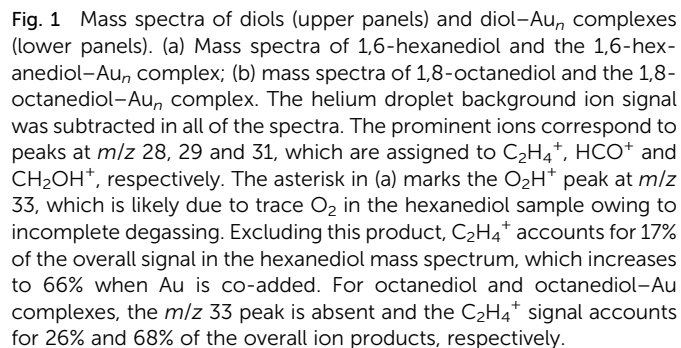 Fig. 1 Mass spectra of diols (upper panels) and diol–Auₙ complexes
(lower panels). (a) Mass spectra of 1,6-hexanediol and the 1,6-hex-
anediol–Auₙ complex; (b) mass spectra of 1,8-octanediol and the 1,8-
octanediol–Auₙ complex. The helium droplet background ion signal
was subtracted in all of the spectra. The prominent ions correspond to
peaks at m/z 28, 29 and 31, which are assigned to C₂H₄⁺, HCO⁺ and
CH₂OH⁺, respectively. The asterisk in (a) marks the O₂H⁺ peak at m/z
33, which is likely due to trace O₂ in the hexanediol sample owing to
incomplete degassing. Excluding this product, C₂H₄⁺ accounts for 17%
of the overall signal in the hexanediol mass spectrum, which increases
to 66% when Au is co-added. For octanediol and octanediol–Au
complexes, the m/z 33 peak is absent and the C₂H₄⁺ signal accounts
for 26% and 68% of the overall ion products, respectively.